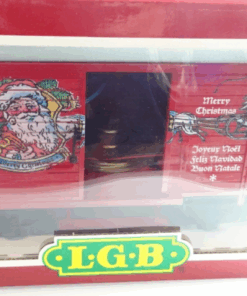 Merry
Christmas
Joyeux Noël
Feliz Navidad
Buon Natale
L·G·B·